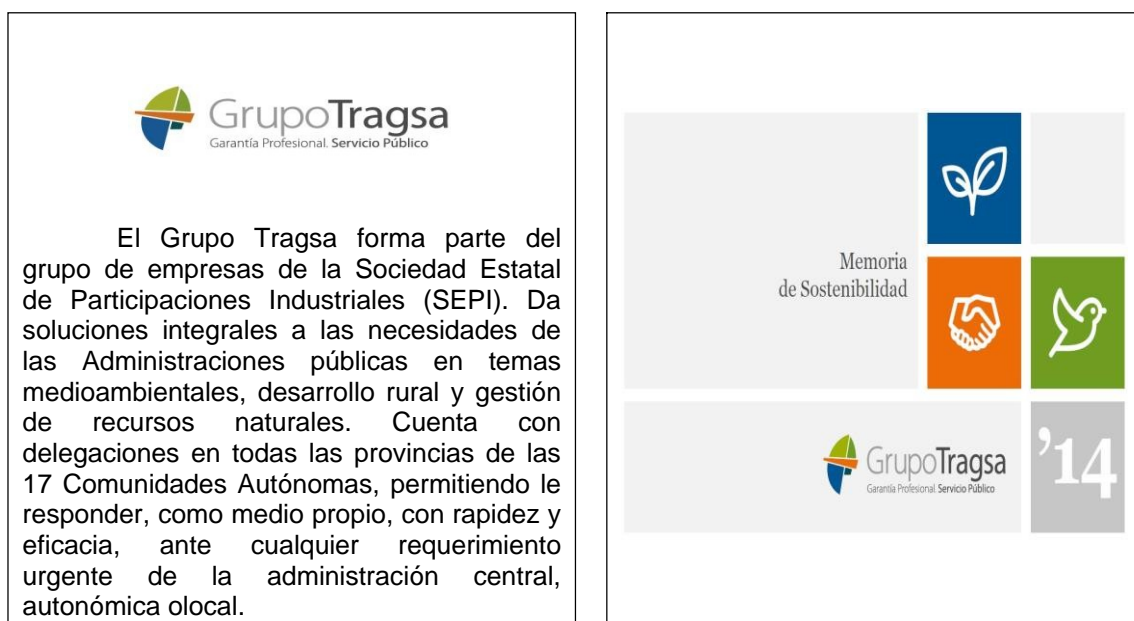 GrupoTragsa
Garantía Profesional. Servicio Público
El Grupo Tragsa forma parte del
grupo de empresas de la Sociedad Estatal
de Participaciones Industriales (SEPI). Da
soluciones integrales a las necesidades de
las Administraciones públicas en temas
medioambientales, desarrollo rural y gestión
de recursos naturales. Cuenta con
delegaciones en todas las provincias de las
17 Comunidades Autónomas, permitiendo le
responder, como medio propio, con rapidez y
eficacia, ante cualquier requerimiento
urgente de la administración central,
autonómica olocal.
Memoria
de Sostenibilidad
GrupoTragsa
Garantía Profesional. Servicio Público
’14